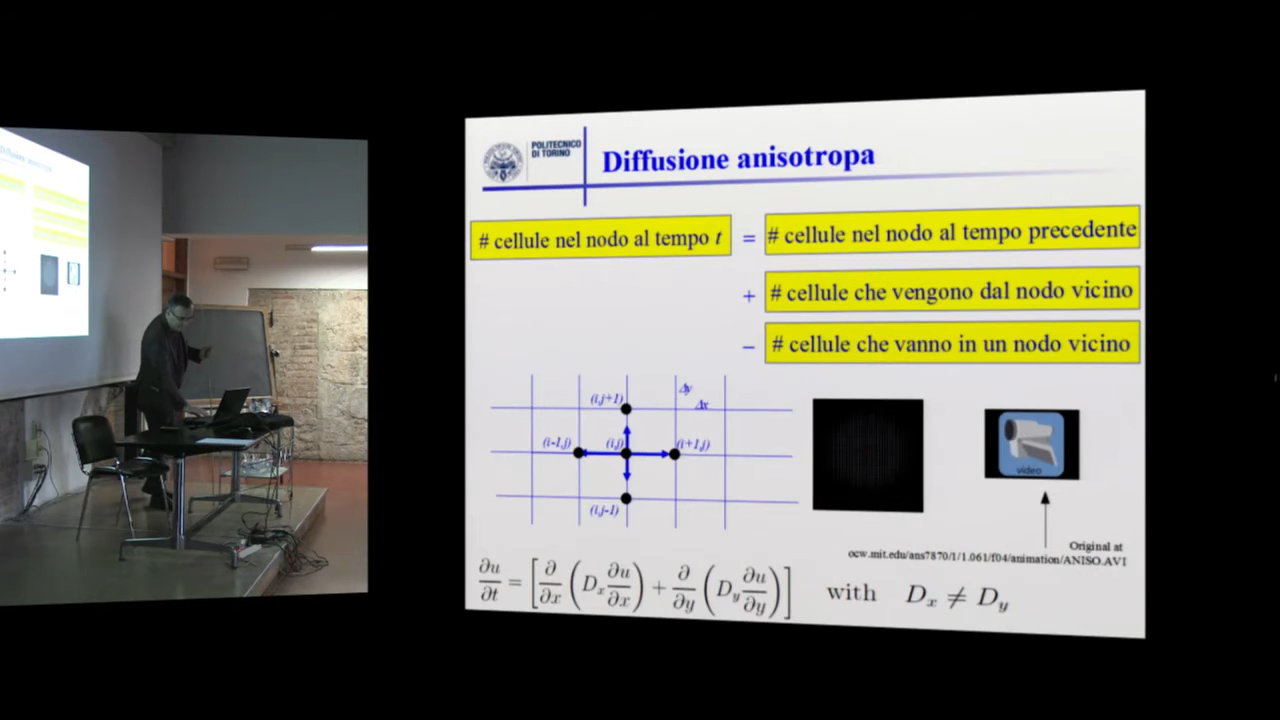 POLITECNICO
DI TORINO
Diffusione anisotropa
# cellule nel nodo al tempo t = # cellule nel nodo al tempo precedente
+ # cellule che vengono dal nodo vicino
− # cellule che vanno in un nodo vicino
Δy
Δx
(i,j+1)
(i-1,j) (i,j) (i+1,j)
(i,j-1)
video
Original at
ocw.mit.edu/ans7870/1/1.061/f04/animation/ANISO.AVI
∂u/∂t = [∂/∂x (Dₓ ∂u/∂x) + ∂/∂y (D_y ∂u/∂y)] with Dₓ ≠ D_y